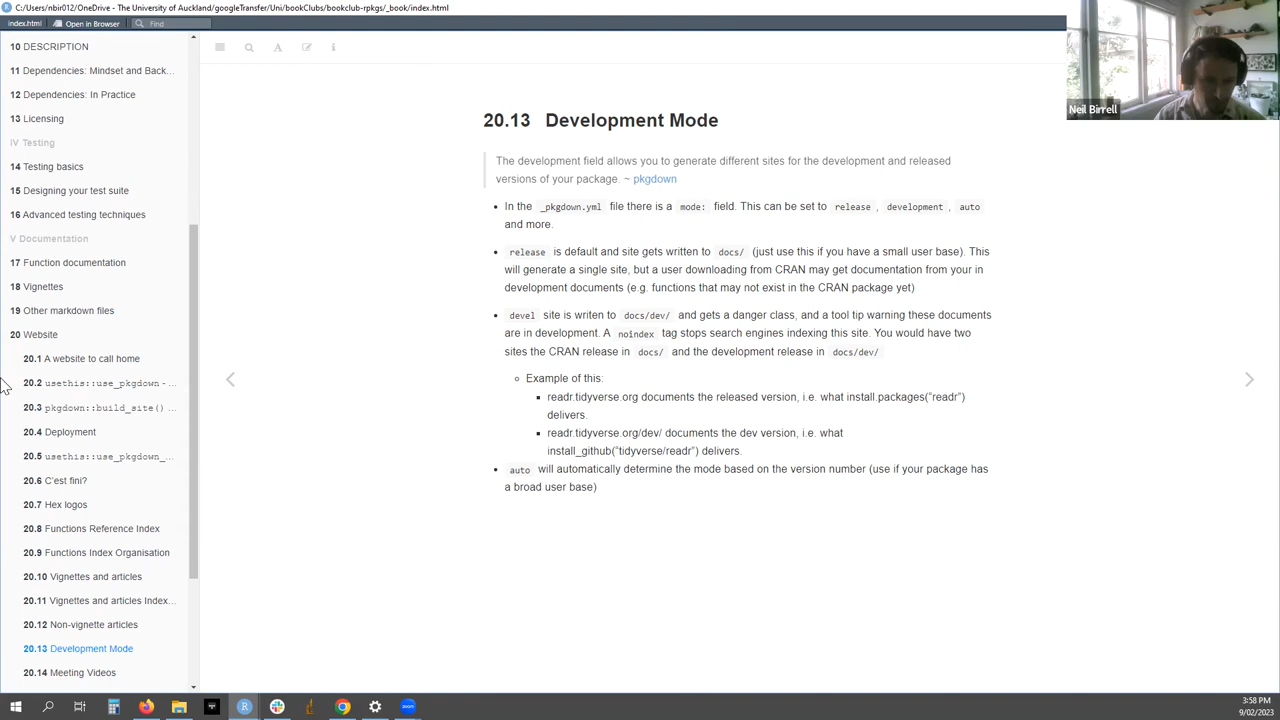 C:/Users/nbir012/OneDrive - The University of Auckland/googleTransfer/Uni/bookClubs/bookclub-rpkgs/_book/index.html
index.html
Open in Browser
Find
10 DESCRIPTION
11 Dependencies: Mindset and Back...
12 Dependencies: In Practice
13 Licensing
IV Testing
14 Testing basics
15 Designing your test suite
16 Advanced testing techniques
V Documentation
17 Function documentation
18 Vignettes
19 Other markdown files
20 Website
20.1 A website to call home
20.2 usethis::use_pkgdown - ...
20.3 pkgdown::build_site() ...
20.4 Deployment
20.5 usethis::use_pkgdown_...
20.6 C'est fini?
20.7 Hex logos
20.8 Functions Reference Index
20.9 Functions Index Organisation
20.10 Vignettes and articles
20.11 Vignettes and articles Index...
20.12 Non-vignette articles
20.13 Development Mode
20.14 Meeting Videos
20.13 Development Mode
The development field allows you to generate different sites for the development and released
versions of your package. ~ pkgdown
• In the _pkgdown.yml file there is a mode: field. This can be set to release , development , auto
and more.
• release is default and site gets written to docs/ (just use this if you have a small user base). This
will generate a single site, but a user downloading from CRAN may get documentation from your in
development documents (e.g. functions that may not exist in the CRAN package yet)
• devel site is writen to docs/dev/ and gets a danger class, and a tool tip warning these documents
are in development. A noindex tag stops search engines indexing this site. You would have two
sites the CRAN release in docs/ and the development release in docs/dev/
Example of this:
readr.tidyverse.org documents the released version, i.e. what install.packages("readr")
delivers.
readr.tidyverse.org/dev/ documents the dev version, i.e. what
install_github("tidyverse/readr") delivers.
• auto will automatically determine the mode based on the version number (use if your package has
a broad user base)
Neil Birrell
3:58 PM
9/02/2023